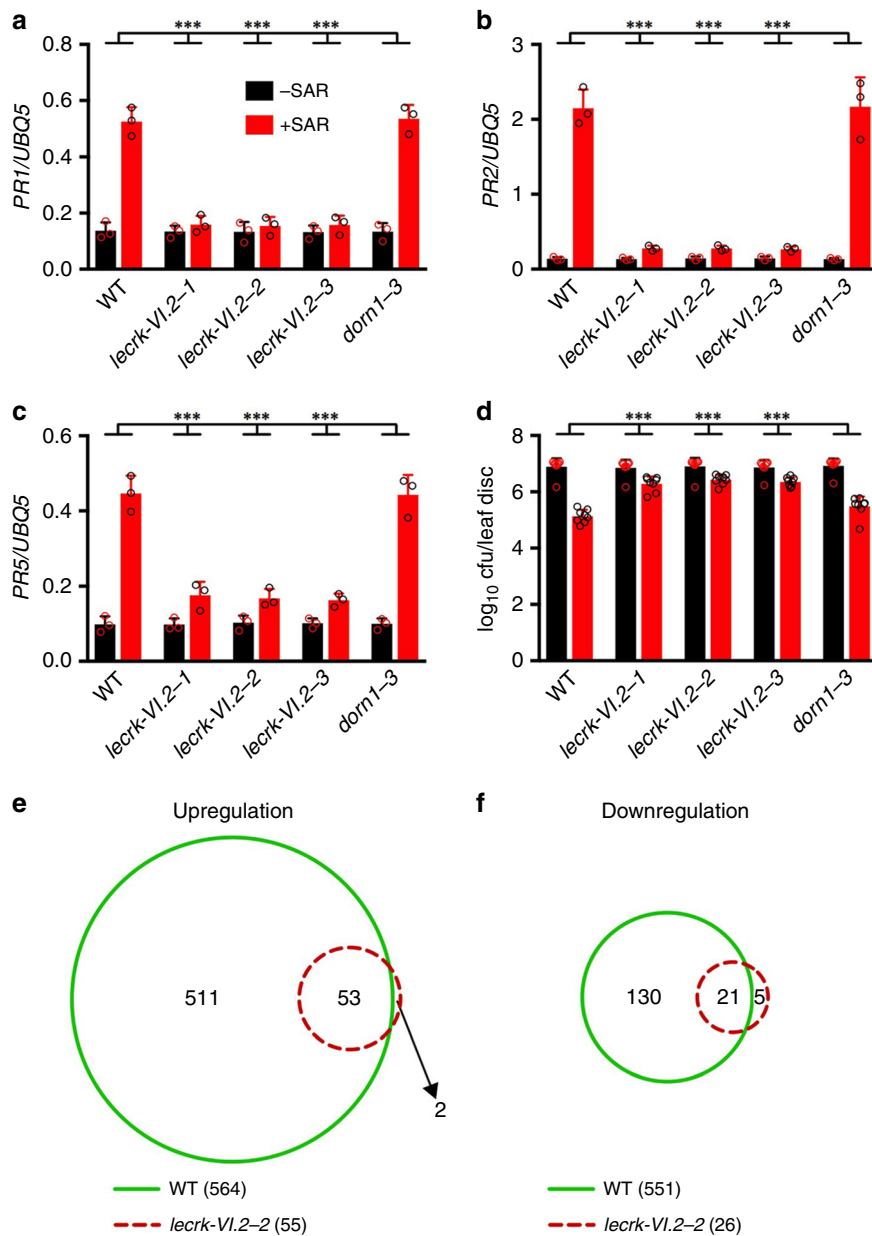 a
***
***
***
PR1/UBQ5
0.8
0.6
0.4
0.2
0.0
–SAR
+SAR
WT
lecrk-VI.2–1
lecrk-VI.2–2
lecrk-VI.2–3
dorn1–3
b
***
***
***
PR2/UBQ5
3
2
1
0
WT
lecrk-VI.2–1
lecrk-VI.2–2
lecrk-VI.2–3
dorn1–3
c
***
***
***
PR5/UBQ5
0.6
0.4
0.2
0.0
WT
lecrk-VI.2–1
lecrk-VI.2–2
lecrk-VI.2–3
dorn1–3
d
***
***
***
log10 cfu/leaf disc
8
6
4
2
0
WT
lecrk-VI.2–1
lecrk-VI.2–2
lecrk-VI.2–3
dorn1–3
e
Upregulation
511
53
2
WT (564)
lecrk-VI.2–2 (55)
f
Downregulation
130
21
5
WT (551)
lecrk-VI.2–2 (26)